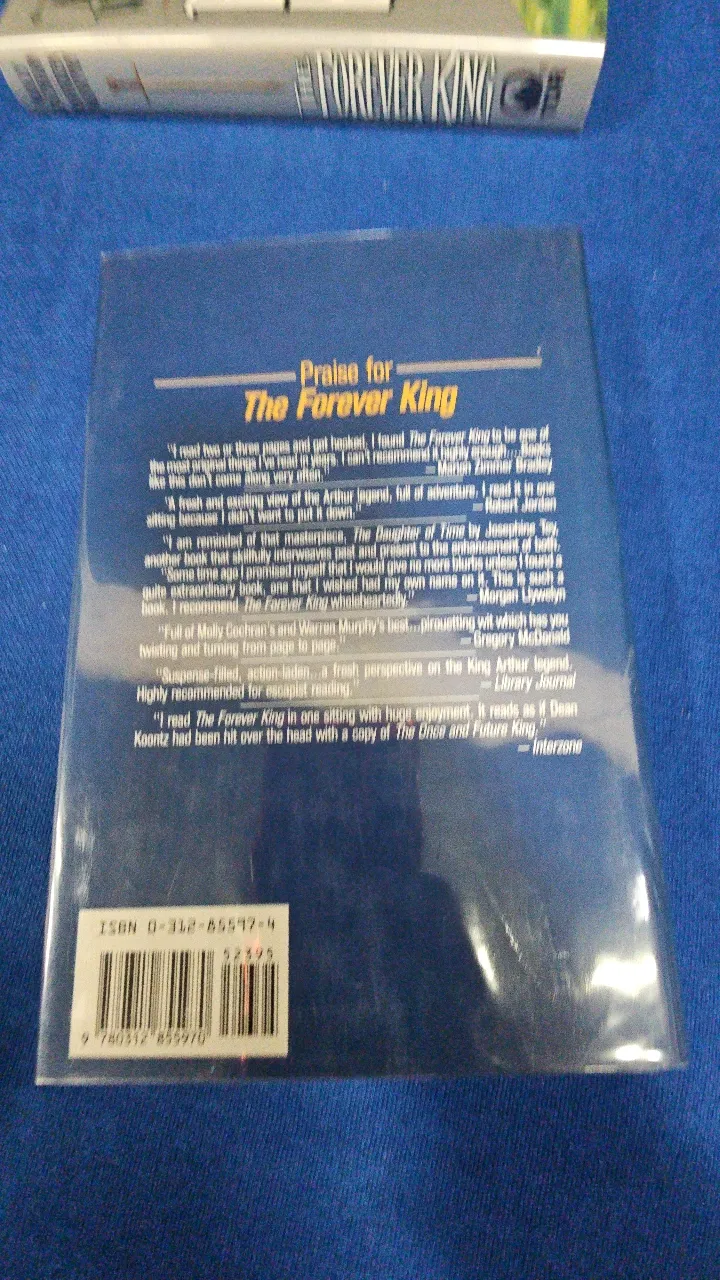 THE FOREVER KING
TOR
Praise for
The Forever King
"I read two or three pages and got hooked. I found The Forever King to be one of
the most original things I've read in years. I can't recommend it highly enough.... Books
like this don't come along very often." — Marion Zimmer Bradley
"A fresh and exciting view of the Arthur legend, full of adventure. I read it in one
sitting because I didn't want to put it down." — Robert Jordan
"I am reminded of that masterpiece, The Daughter of Time by Josephine Tey,
another book that skillfully interweaves past and present to the enhancement of both.
"Some time ago I promised myself that I would give no more blurbs unless I read a
quite extraordinary book, one that I wished had my own name on it. This is such a
book. I recommend The Forever King wholeheartedly." — Morgan Llywelyn
"Full of Molly Cochran's and Warren Murphy's best...pirouetting wit which has you
twisting and turning from page to page." — Gregory McDonald
"Suspense-filled, action-laden...a fresh perspective on the King Arthur legend.
Highly recommended for escapist reading." — Library Journal
"I read The Forever King in one sitting with huge enjoyment. It reads as if Dean
Koontz had been hit over the head with a copy of The Once and Future King."
— Interzone
ISBN 0-312-85597-4
52395
9 780312 855970